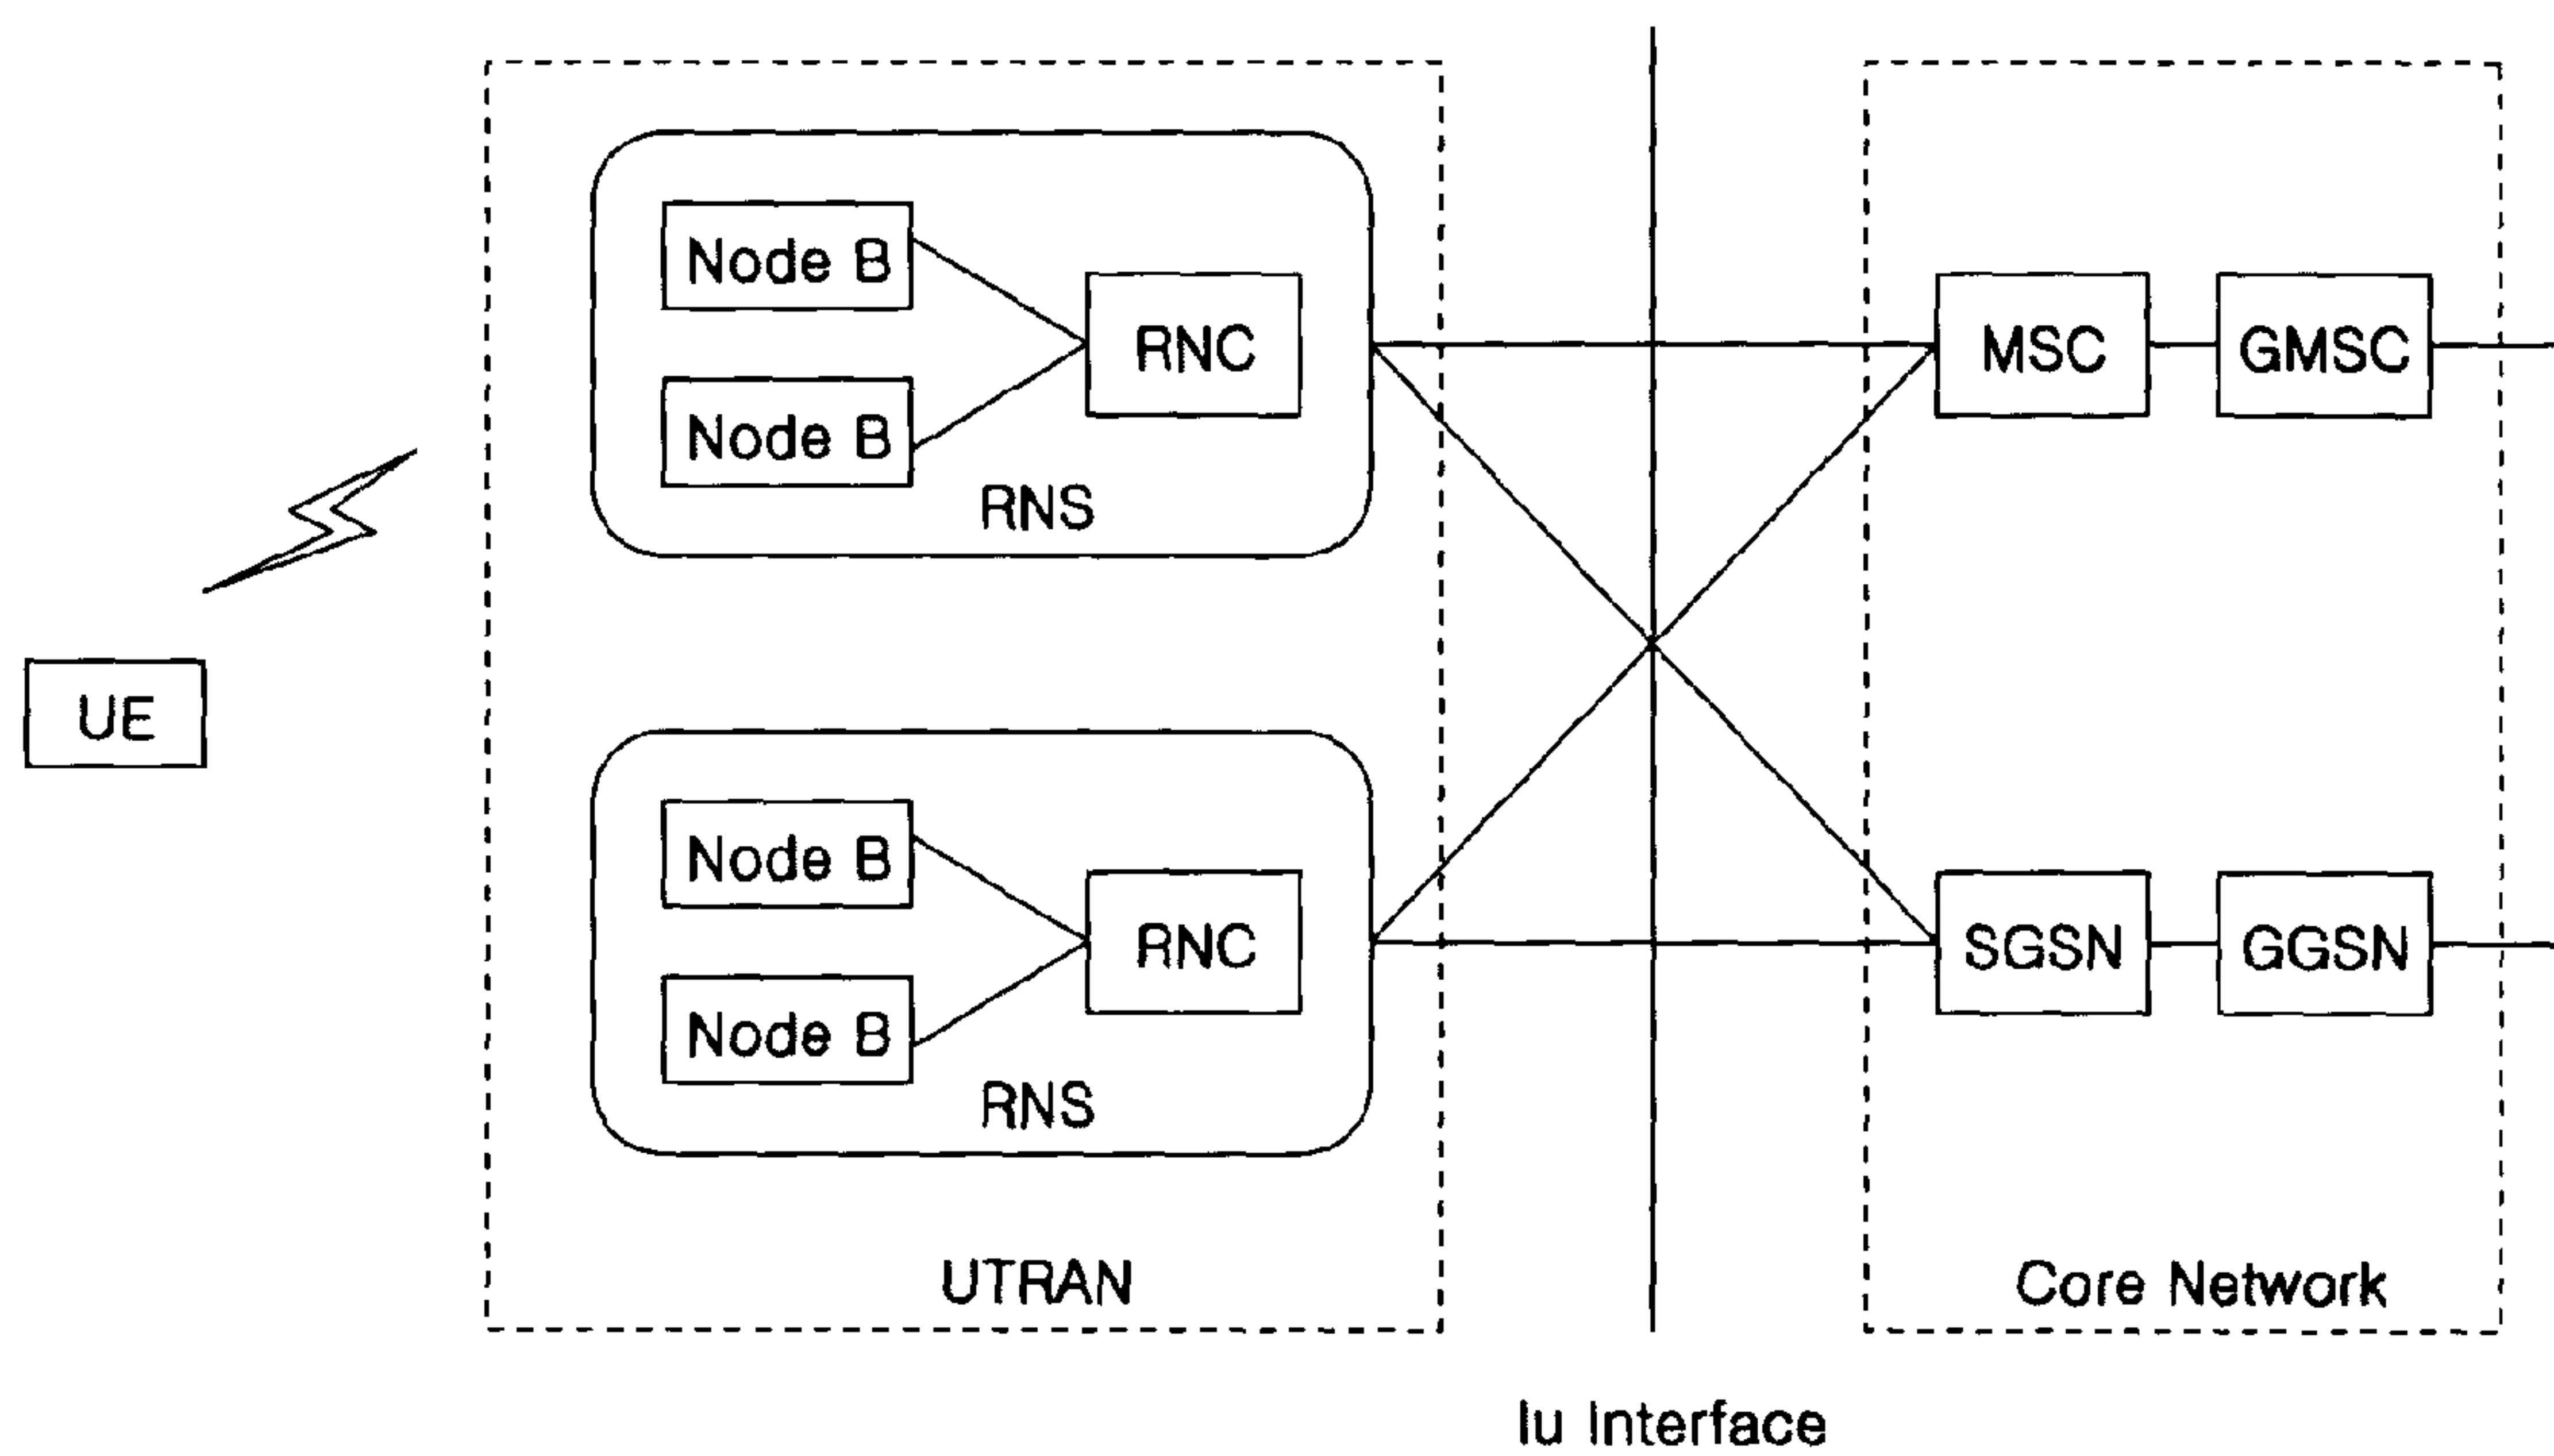 Node B
RNC
MSC
GMSC
Node B
RNS
UE
Node B
RNC
SGSN
GGSN
Node B
RNS
UTRAN
Core Network
Iu Interface